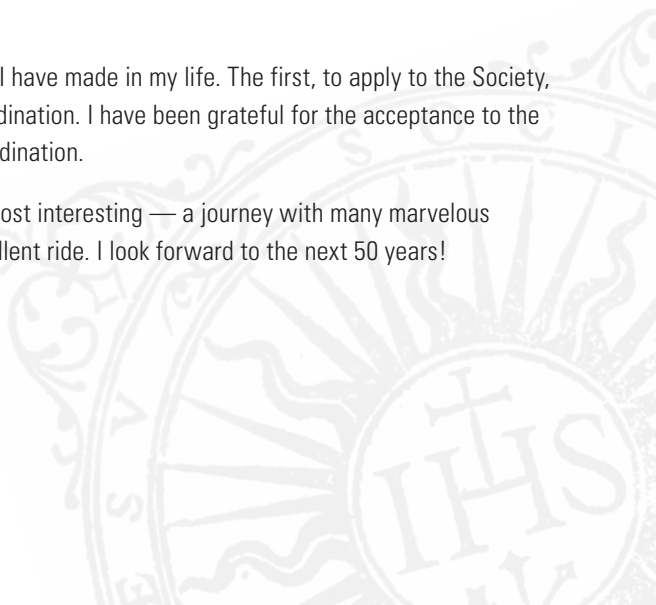 I have made in my life. The first, to apply to the Society,
dination. I have been grateful for the acceptance to the
dination.
ost interesting — a journey with many marvelous
llent ride. I look forward to the next 50 years!
S O C I
S V S
IHS